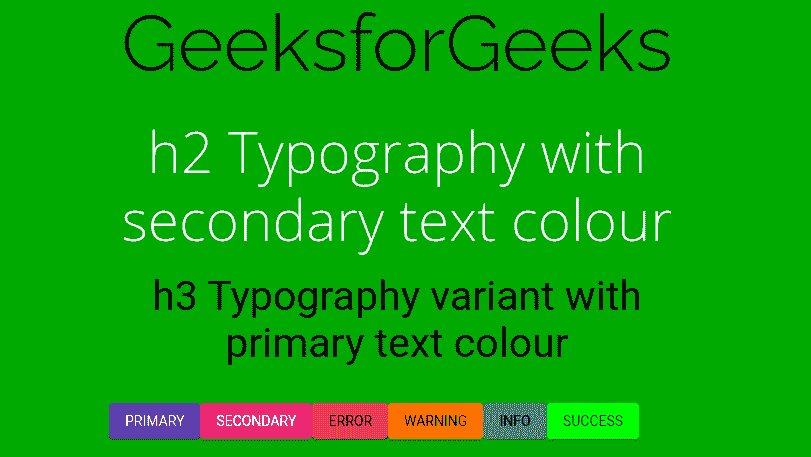 GeeksforGeeks
h2 Typography with
secondary text colour
h3 Typography variant with
primary text colour
PRIMARY SECONDARY ERROR WARNING INFO SUCCESS